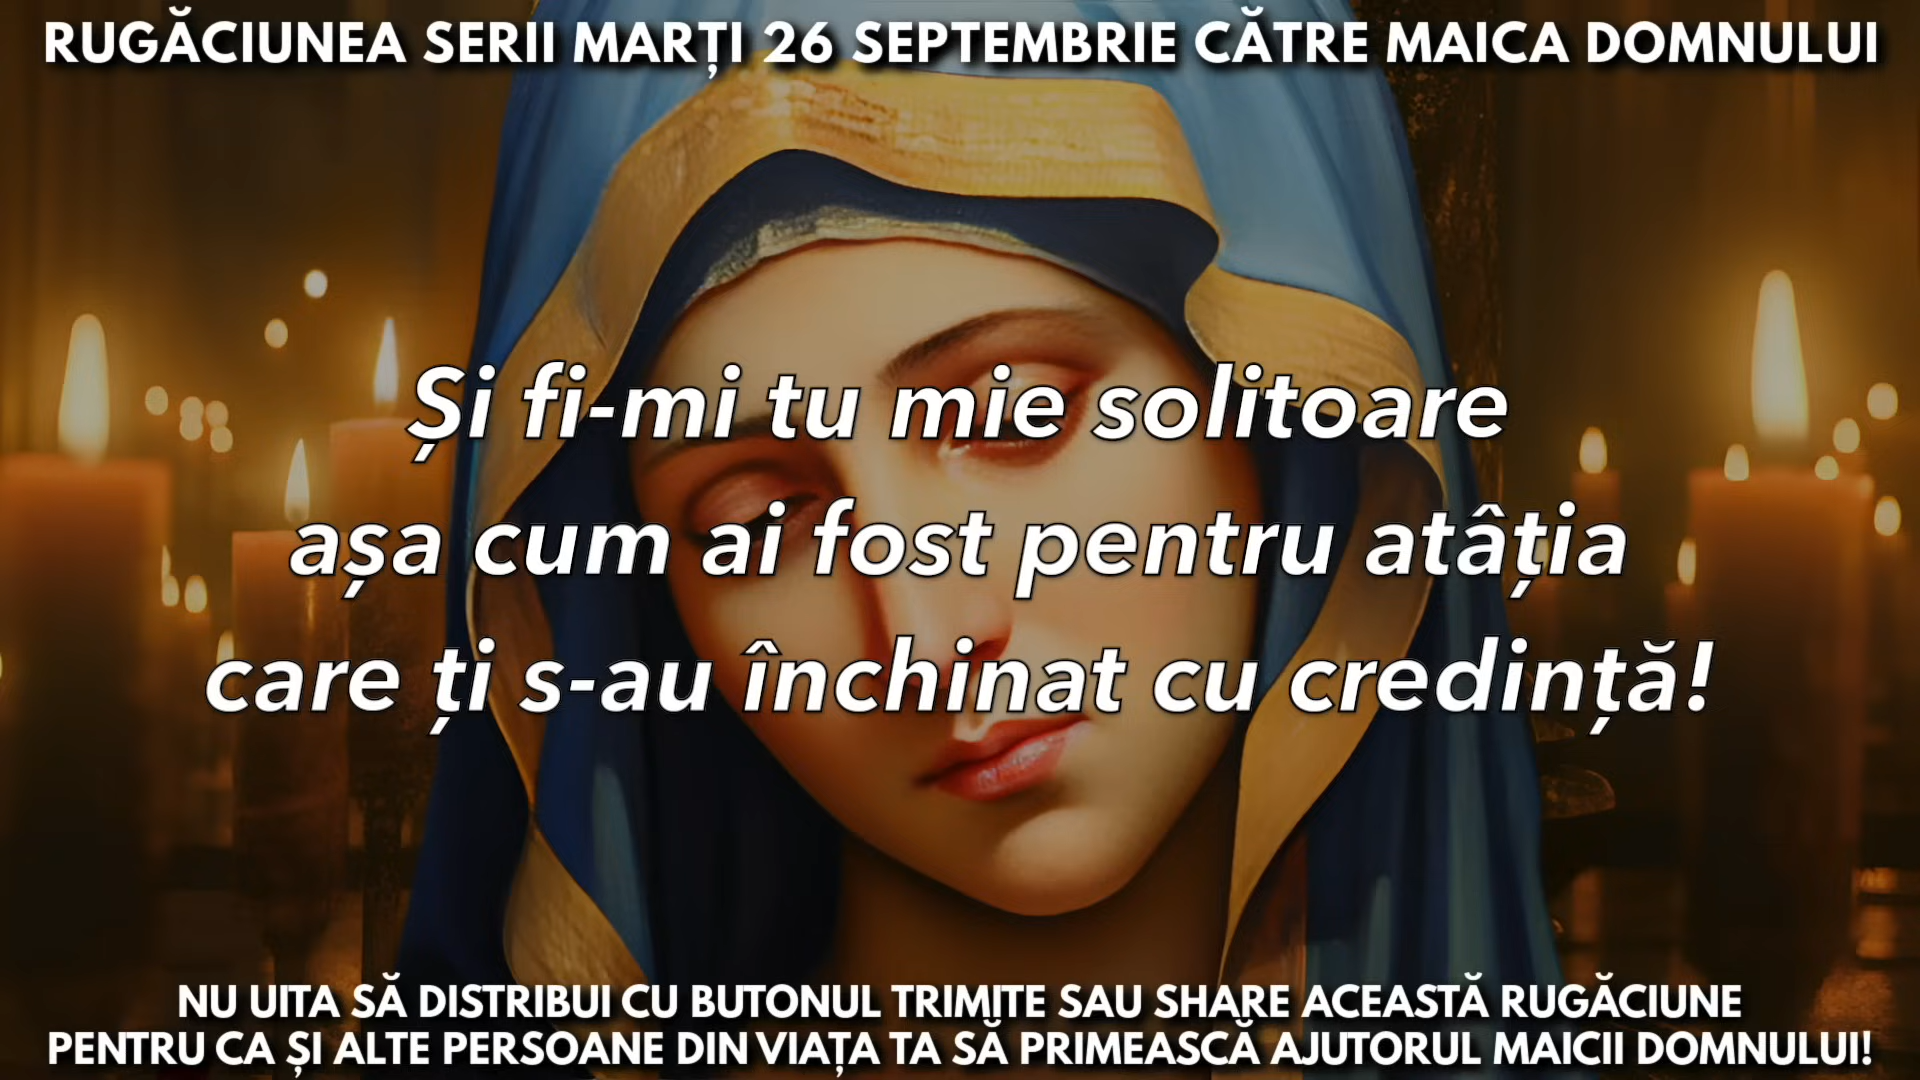 RUGĂCIUNEA SERII MARȚI 26 SEPTEMBRIE CĂTRE MAICA DOMNULUI
Și fi-mi tu mie solitoare
așa cum ai fost pentru atâția
care ți s-au închinat cu credință!
NU UITA SĂ DISTRIBUI CU BUTONUL TRIMITE SAU SHARE ACEASTĂ RUGĂCIUNE
PENTRU CA ȘI ALTE PERSOANE DIN VIAȚA TA SĂ PRIMEASCĂ AJUTORUL MAICII DOMNULUI!